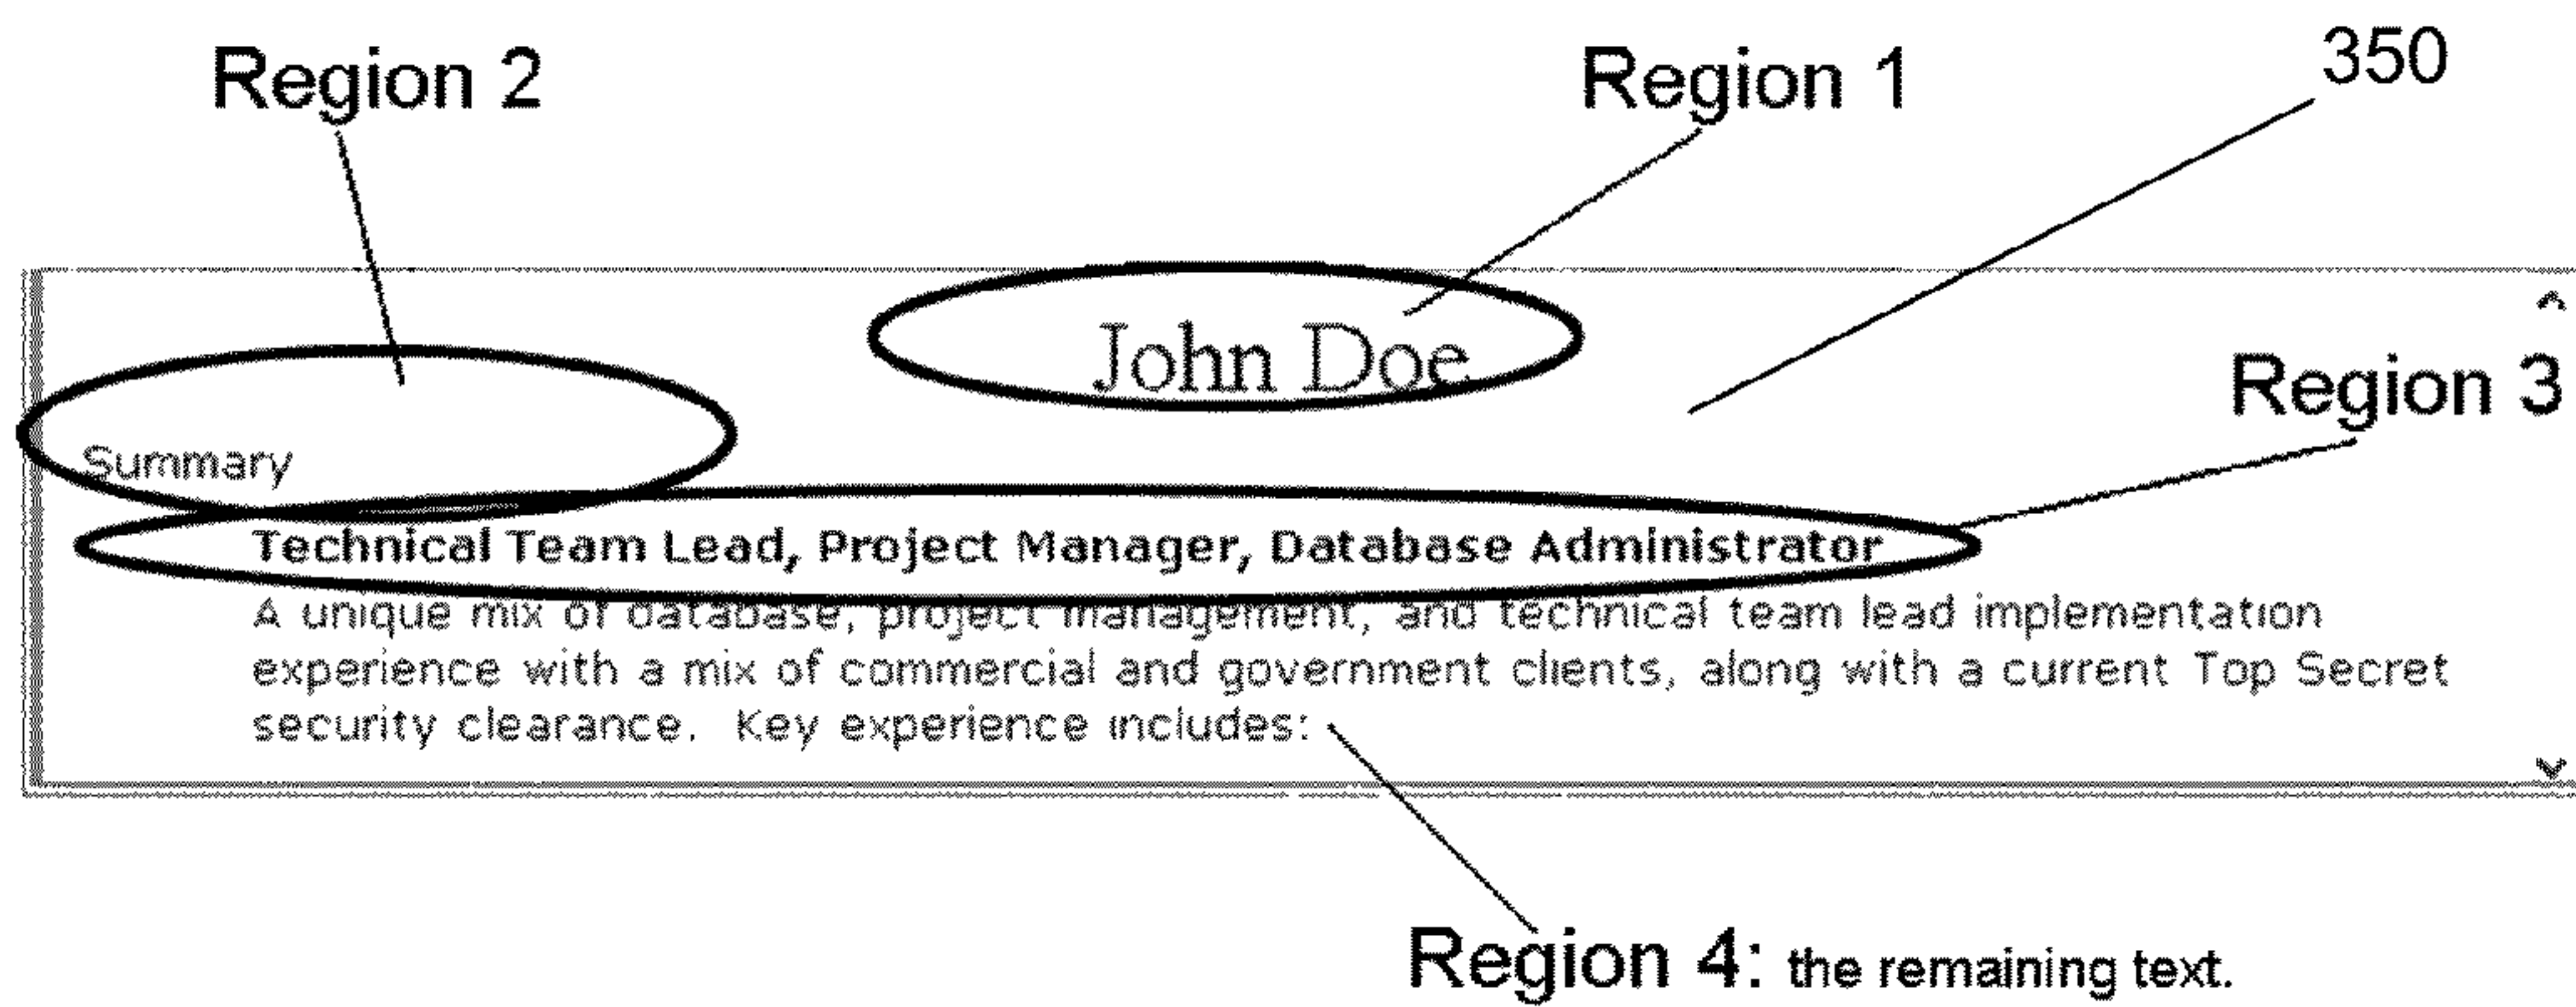 Region 2
Region 1
350
John Doe
Region 3
Summary
Technical Team Lead, Project Manager, Database Administrator
A unique mix of database, project management, and technical team lead implementation
experience with a mix of commercial and government clients, along with a current Top Secret
security clearance. Key experience includes:
Region 4: the remaining text.